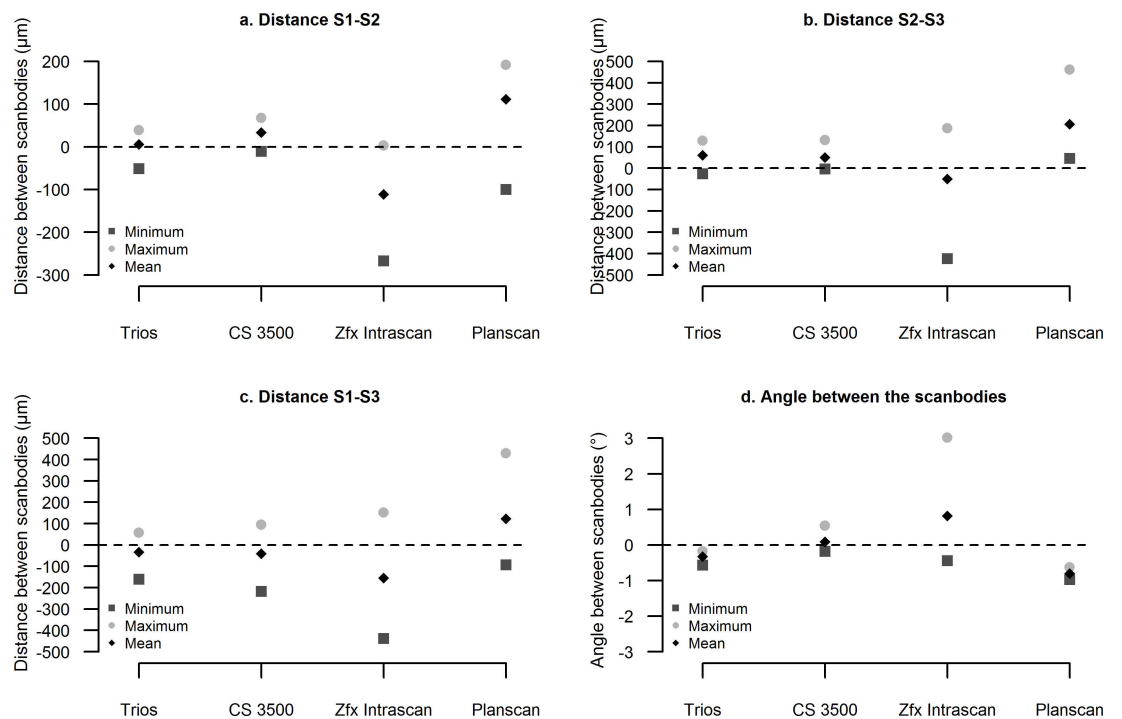 a. Distance S1-S2
Distance between scanbodies (µm)
200
100
0
-100
-200
-300
Minimum
Maximum
Mean
Trios CS 3500 Zfx Intrascan Planscan
b. Distance S2-S3
Distance between scanbodies (µm)
500
400
300
200
100
0
-100
-200
-300
-400
-500
Minimum
Maximum
Mean
Trios CS 3500 Zfx Intrascan Planscan
c. Distance S1-S3
Distance between scanbodies (µm)
500
400
300
200
100
0
-100
-200
-300
-400
-500
Minimum
Maximum
Mean
Trios CS 3500 Zfx Intrascan Planscan
d. Angle between the scanbodies
Angle between scanbodies (°)
3
2
1
0
-1
-2
-3
Minimum
Maximum
Mean
Trios CS 3500 Zfx Intrascan Planscan